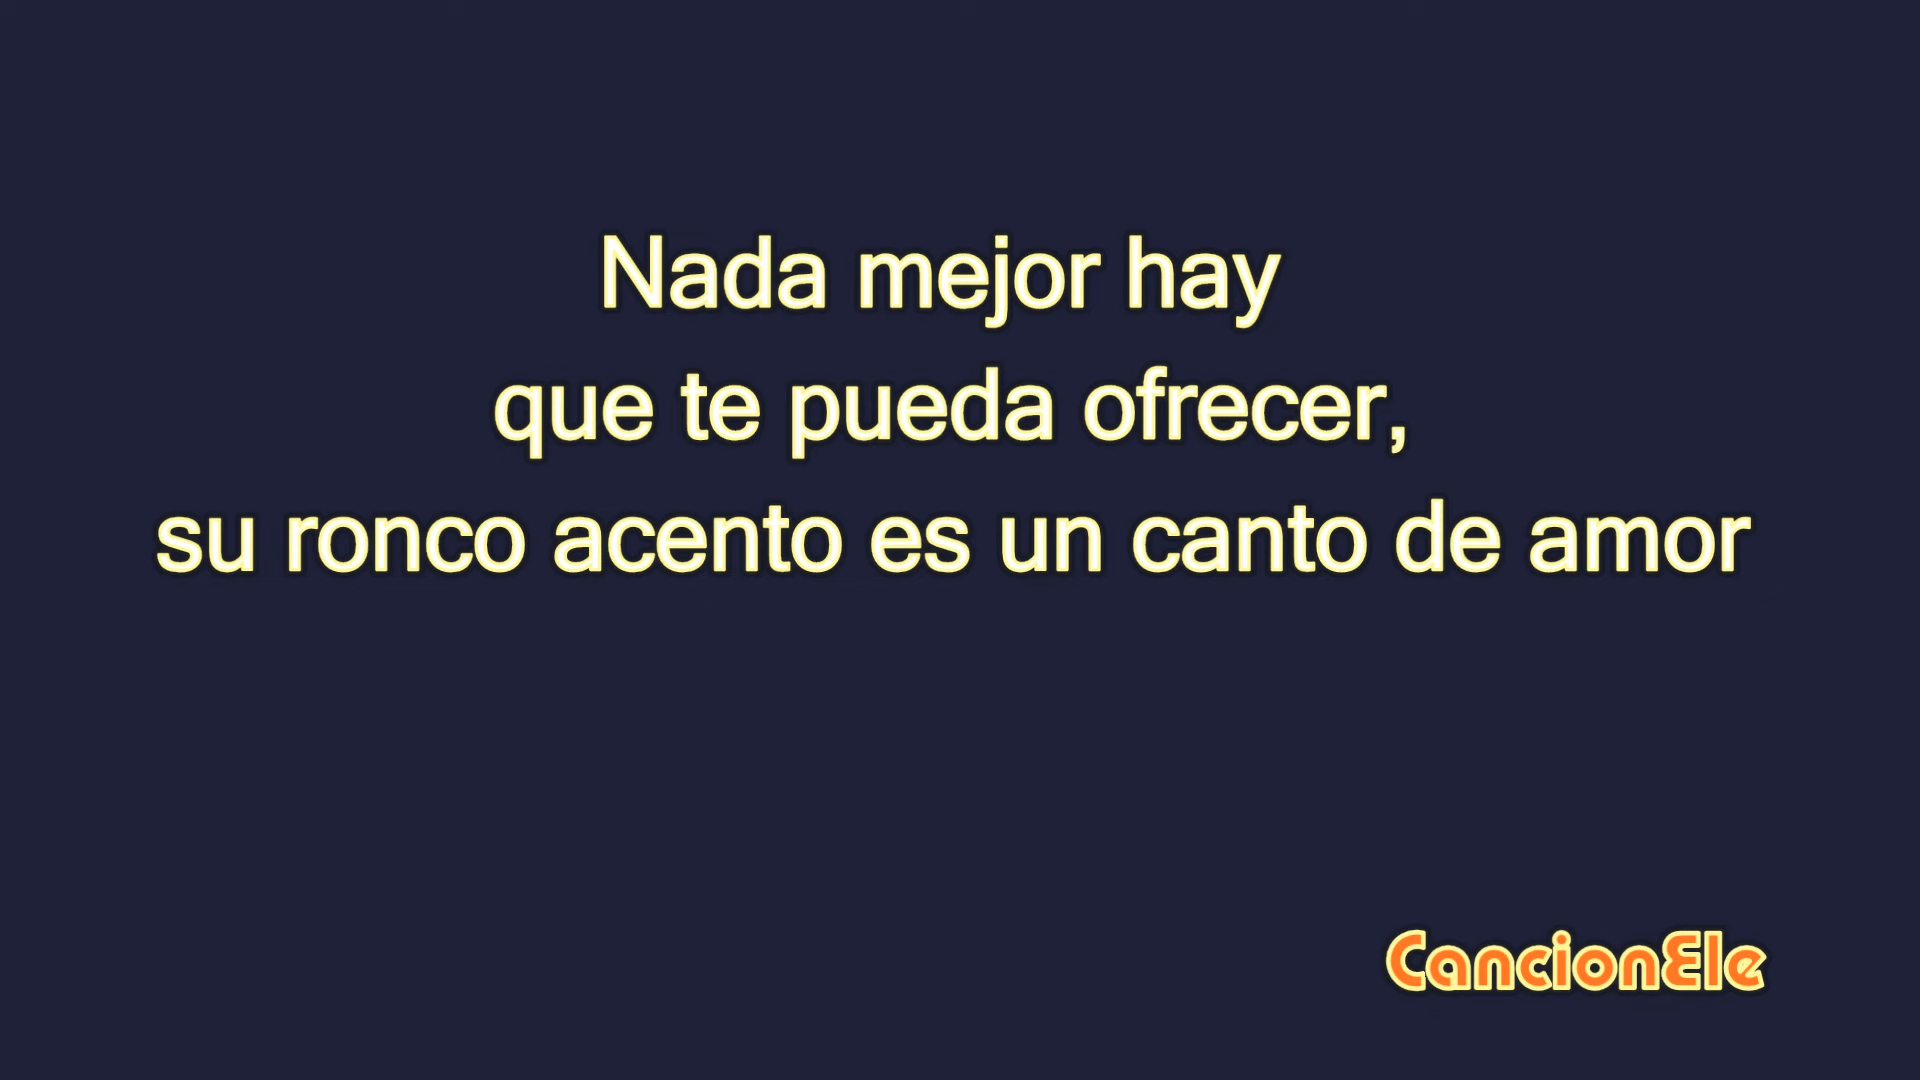 Nada mejor hay
que te pueda ofrecer,
su ronco acento es un canto de amor
CancionEle